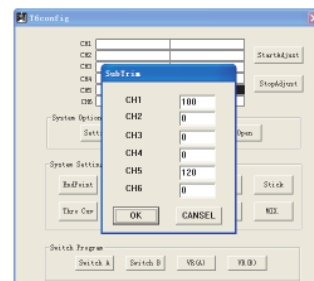 T6config
CH1
CH2
CH3
CH4
CH5
CH6
StartAdjust
StopAdjust
SubTrim
CH1 100
CH2 0
CH3 0
CH4 0
CH5 120
CH6 0
OK CANSEL
System Option
Sett
Open
System Settin
EndPoint
Stick
Thro Cur
MIX
Switch Program
Switch A Switch B VR(A) VR(B)